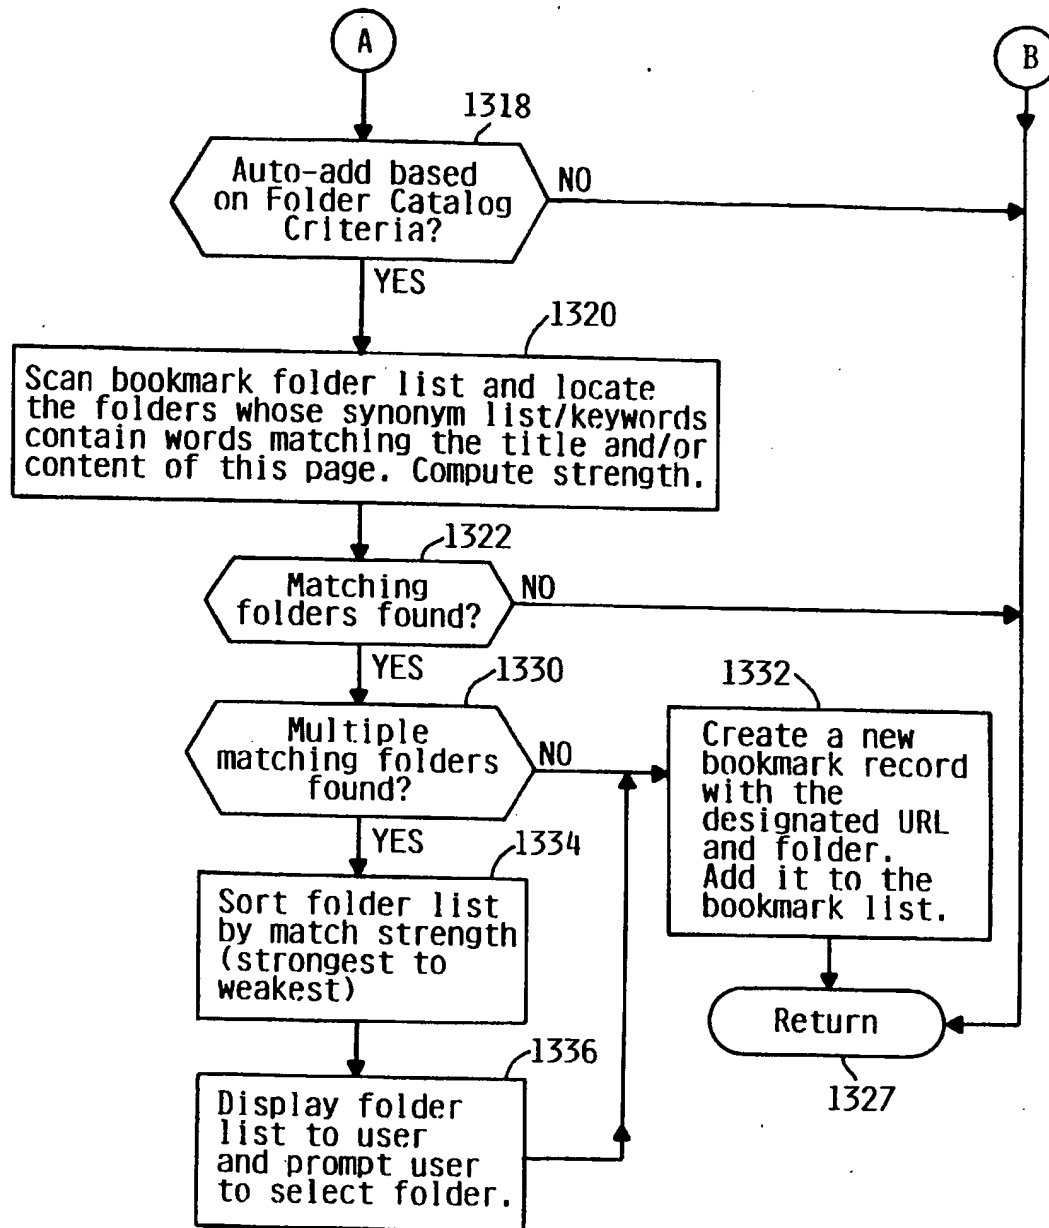 A
B
1318
Auto-add based
on Folder Catalog
Criteria?
NO
YES
1320
Scan bookmark folder list and locate
the folders whose synonym list/keywords
contain words matching the title and/or
content of this page. Compute strength.
1322
Matching
folders found?
NO
YES
1330
Multiple
matching folders
found?
NO
YES
1332
Create a new
bookmark record
with the
designated URL
and folder.
Add it to the
bookmark list.
1334
Sort folder list
by match strength
(strongest to
weakest)
Return
1327
1336
Display folder
list to user
and prompt user
to select folder.